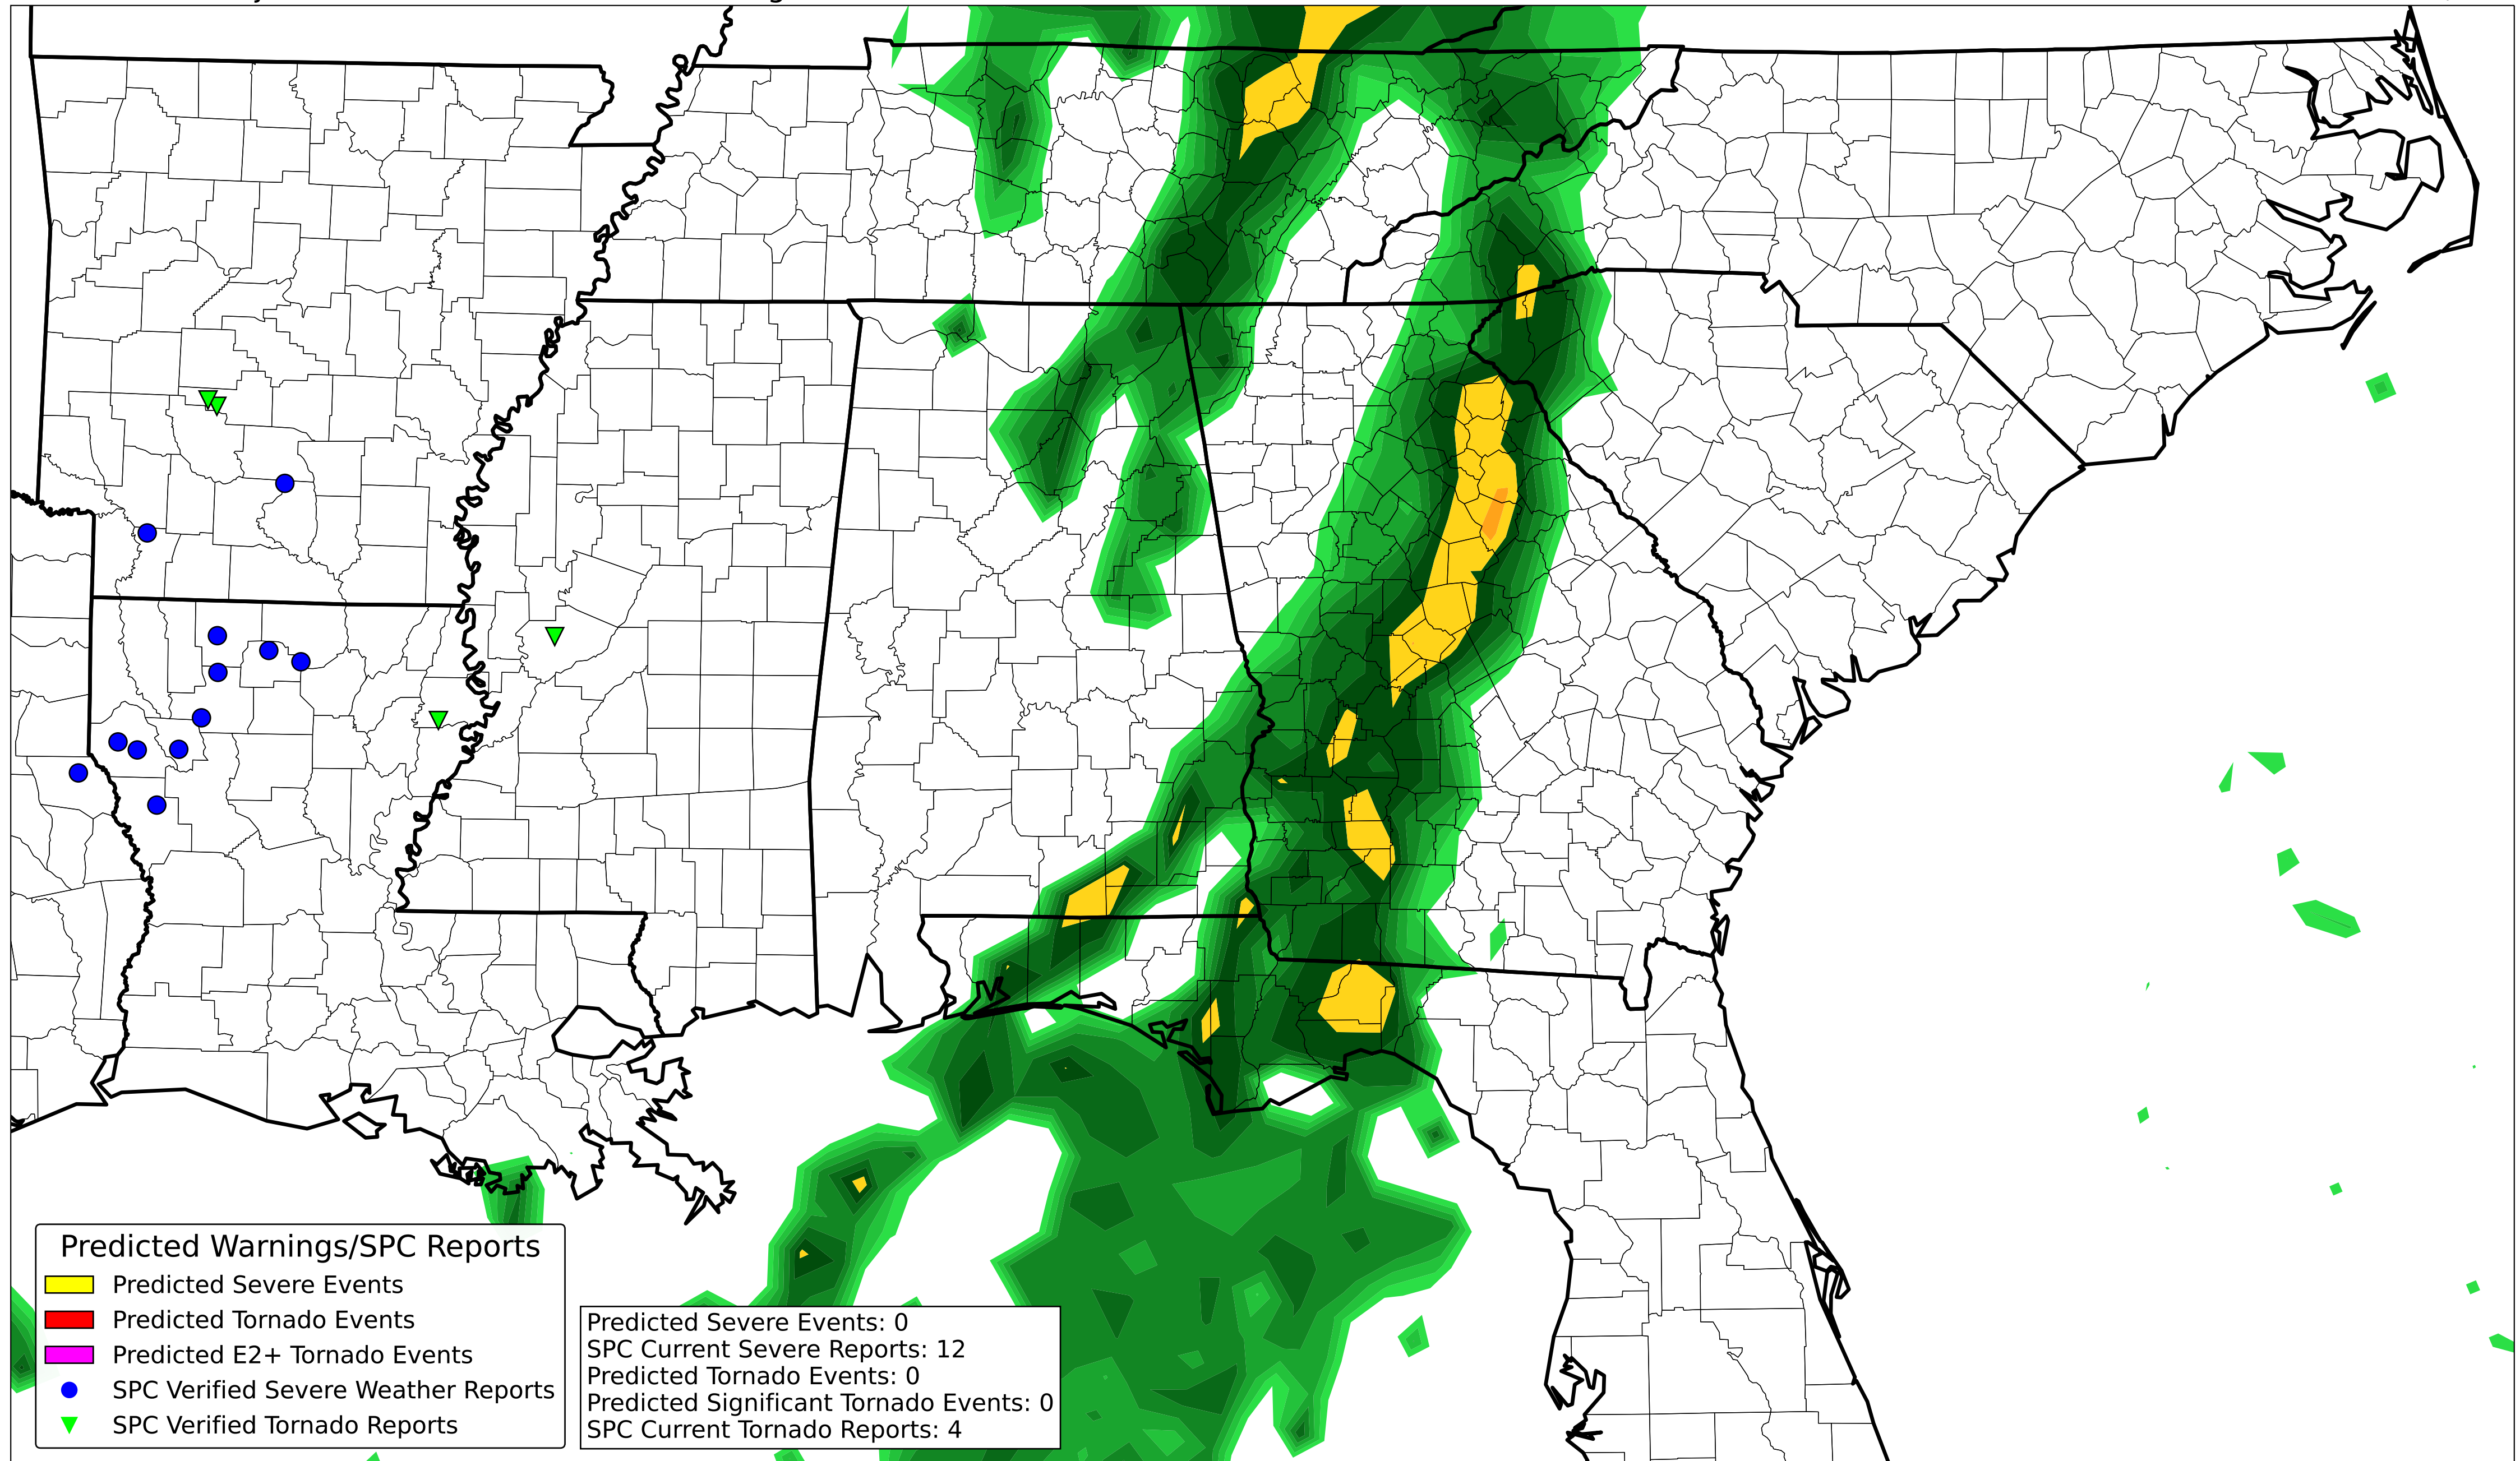 Predicted Warnings/SPC Reports
Predicted Severe Events
Predicted Tornado Events
Predicted E2+ Tornado Events
SPC Verified Severe Weather Reports
SPC Verified Tornado Reports
Predicted Severe Events: 0
SPC Current Severe Reports: 12
Predicted Tornado Events: 0
Predicted Significant Tornado Events: 0
SPC Current Tornado Reports: 4